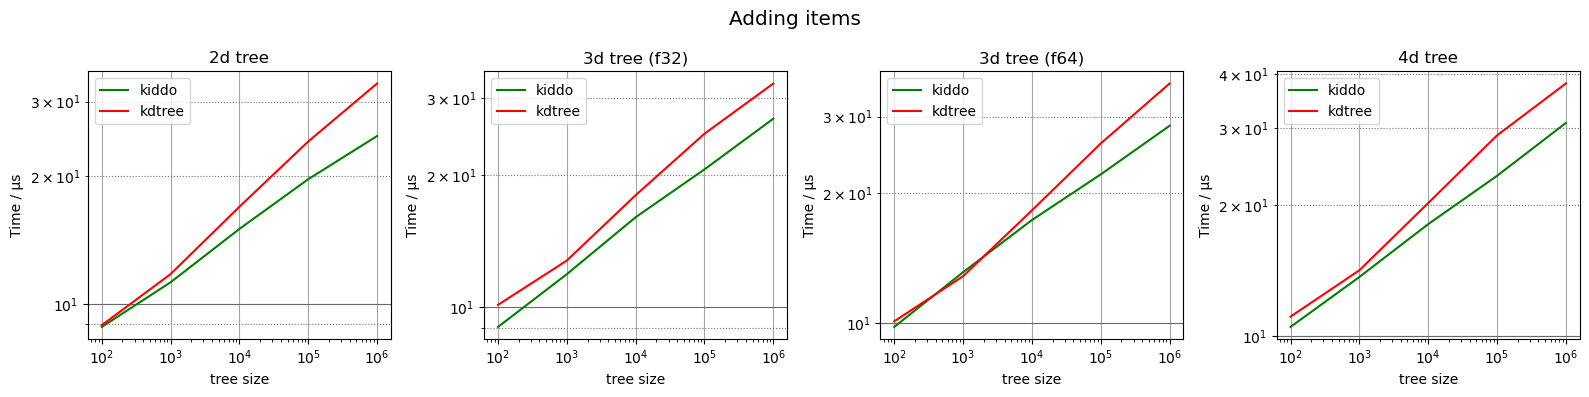 Adding items
2d tree
kiddo
kdtree
3 × 10¹
2 × 10¹
10¹
Time / µs
10² 10³ 10⁴ 10⁵ 10⁶
tree size
3d tree (f32)
kiddo
kdtree
3 × 10¹
2 × 10¹
10¹
Time / µs
10² 10³ 10⁴ 10⁵ 10⁶
tree size
3d tree (f64)
kiddo
kdtree
3 × 10¹
2 × 10¹
10¹
Time / µs
10² 10³ 10⁴ 10⁵ 10⁶
tree size
4d tree
kiddo
kdtree
4 × 10¹
3 × 10¹
2 × 10¹
10¹
Time / µs
10² 10³ 10⁴ 10⁵ 10⁶
tree size